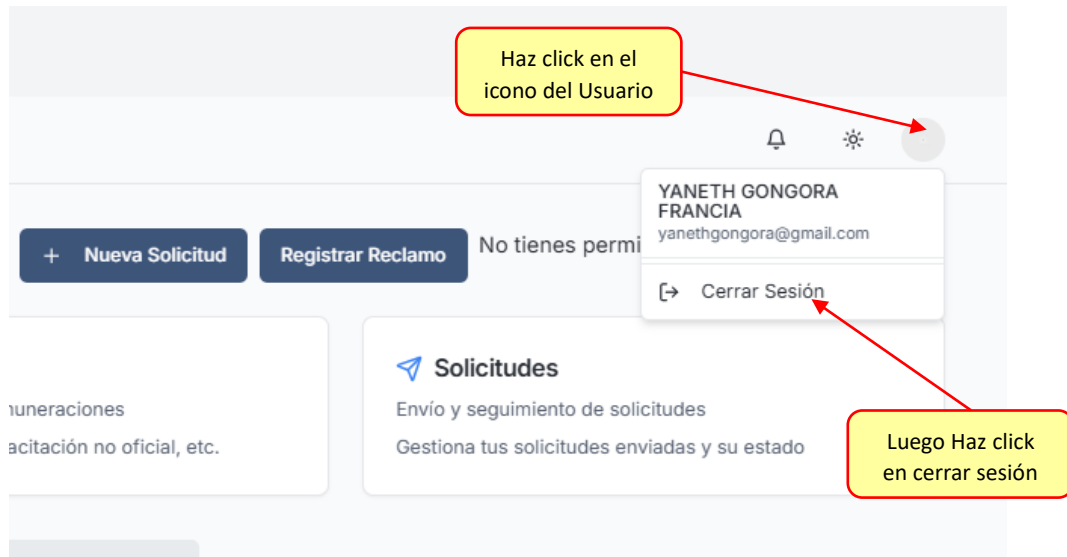 Haz click en el
icono del Usuario
YANETH GONGORA
FRANCIA
yanethgongora@gmail.com
+ Nueva Solicitud
Registrar Reclamo
No tienes permi
Cerrar Sesión
Solicitudes
Envío y seguimiento de solicitudes
Gestiona tus solicitudes enviadas y su estado
uneraciones
acitación no oficial, etc.
Luego Haz click
en cerrar sesión